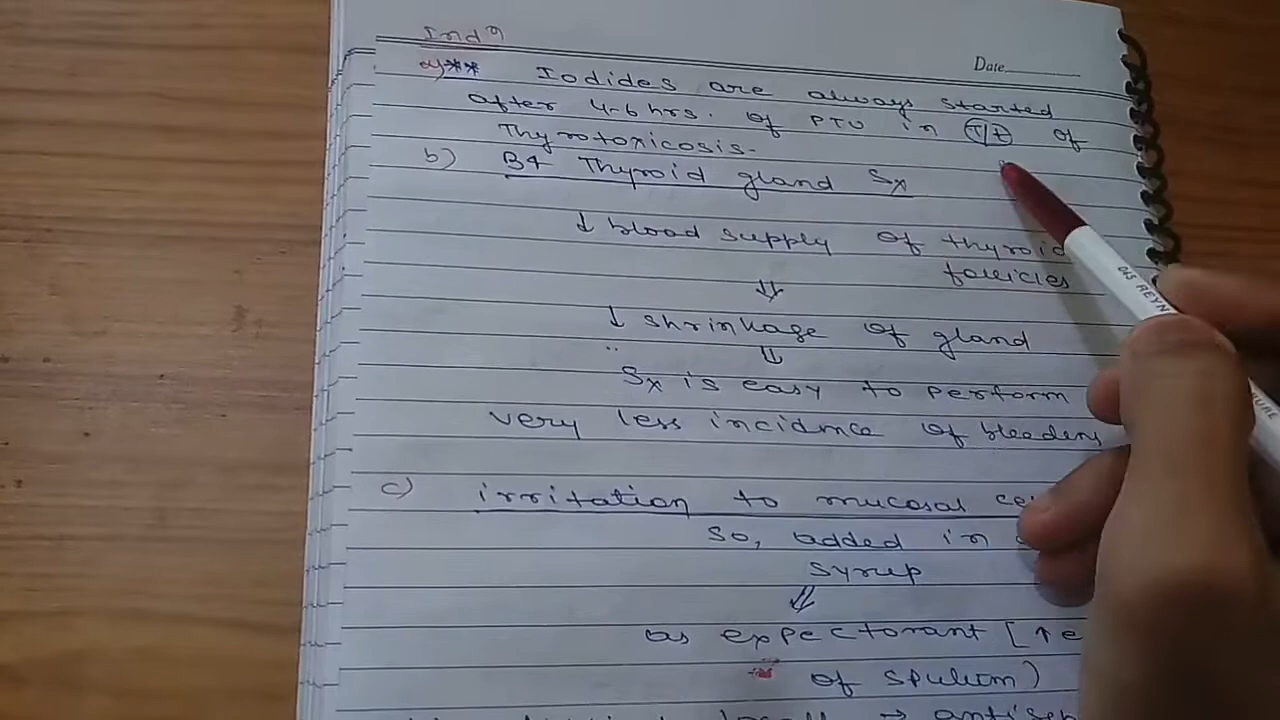 Indⁿ
Date
a)** Iodides are always started
after 4-6 hrs. of PTU in T/t of
Thyrotoxicosis.
b) B4 Thyroid gland Sx
↓ blood supply of thyroid
follicles
⇓
↓ shrinkage of gland
⇓
Sx is easy to perform
very less incidence of bleeding
c) irritation to mucosal
so, added in
syrup
⇓
as expectorant [↑
of sputum)